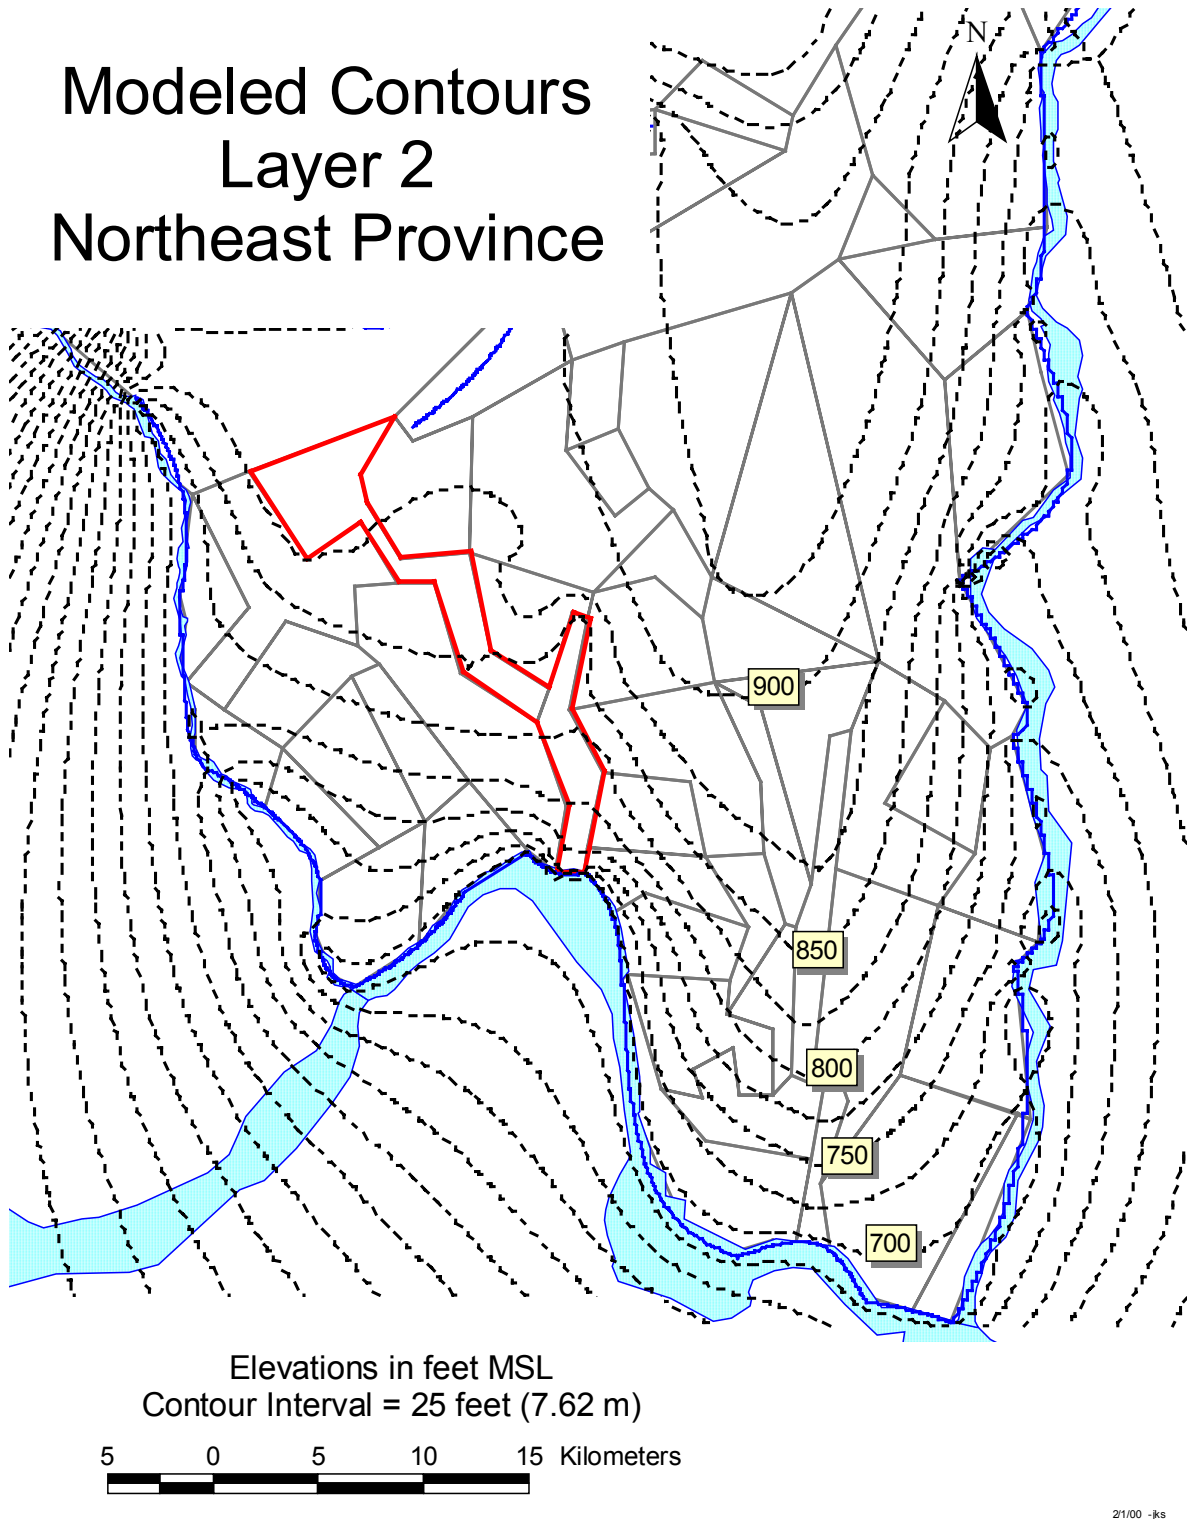 Modeled Contours
Layer 2
Northeast Province
N
900
850
800
750
700
Elevations in feet MSL
Contour Interval = 25 feet (7.62 m)
5 0 5 10 15 Kilometers
2/1/00 -jks